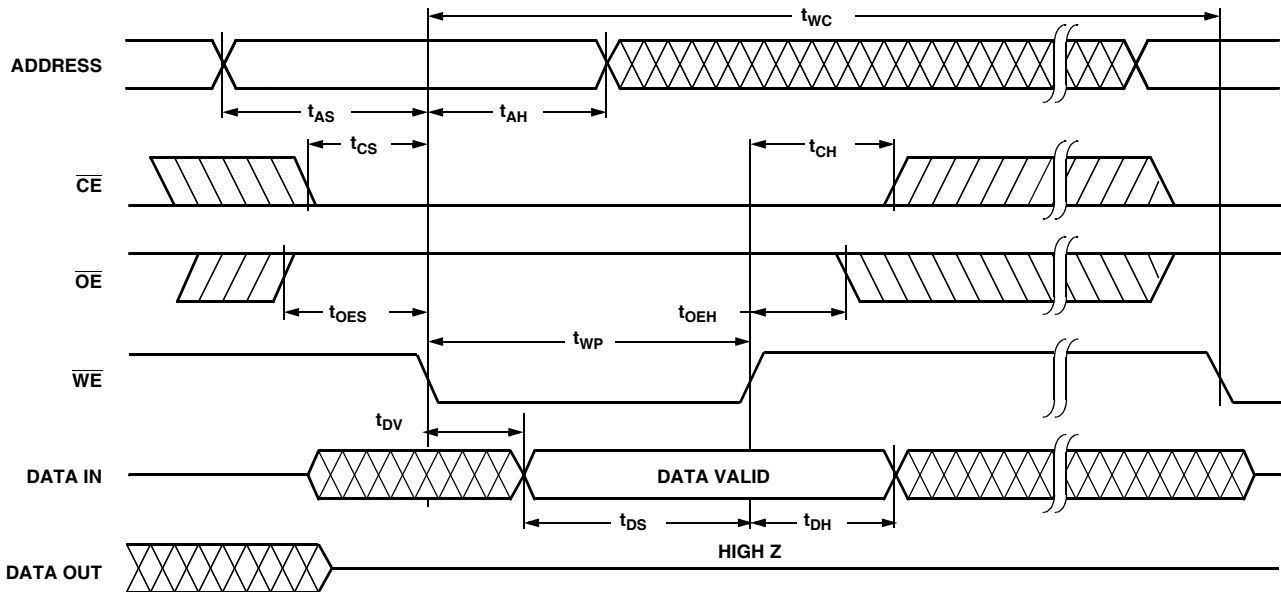 tWC
ADDRESS
tAS
tAH
tCS
tCH
CE
OE
tOES
tOEH
tWP
WE
tDV
DATA IN
DATA VALID
tDS
tDH
HIGH Z
DATA OUT